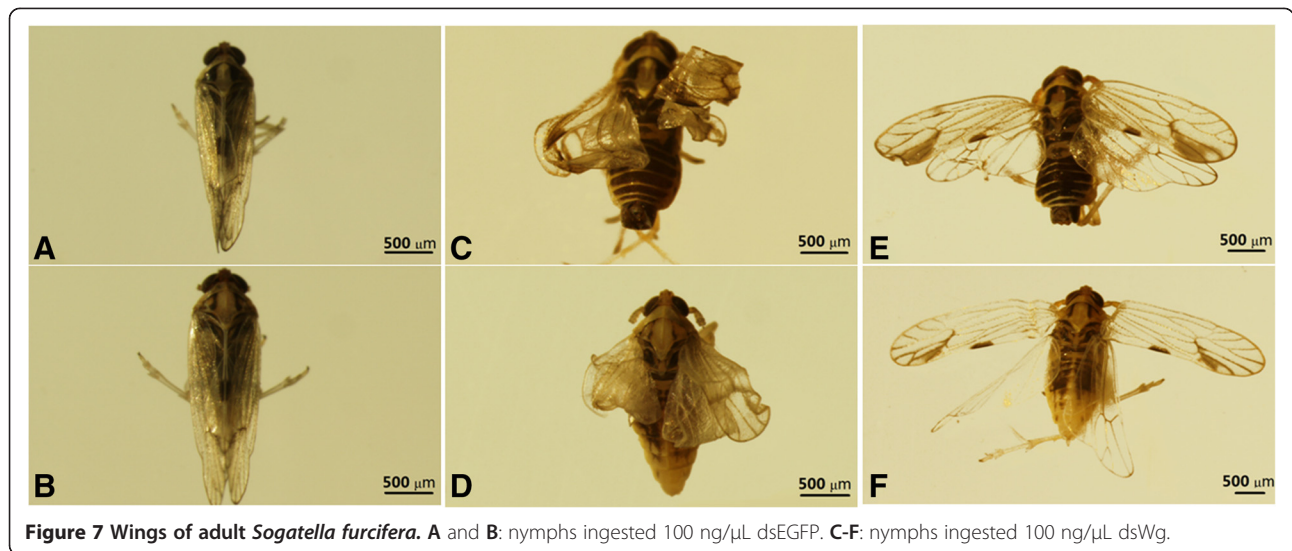 A
500 μm
C
500 μm
E
500 μm
B
500 μm
D
500 μm
F
500 μm
Figure 7 Wings of adult Sogatella furcifera. A and B: nymphs ingested 100 ng/μL dsEGFP. C-F: nymphs ingested 100 ng/μL dsWg.